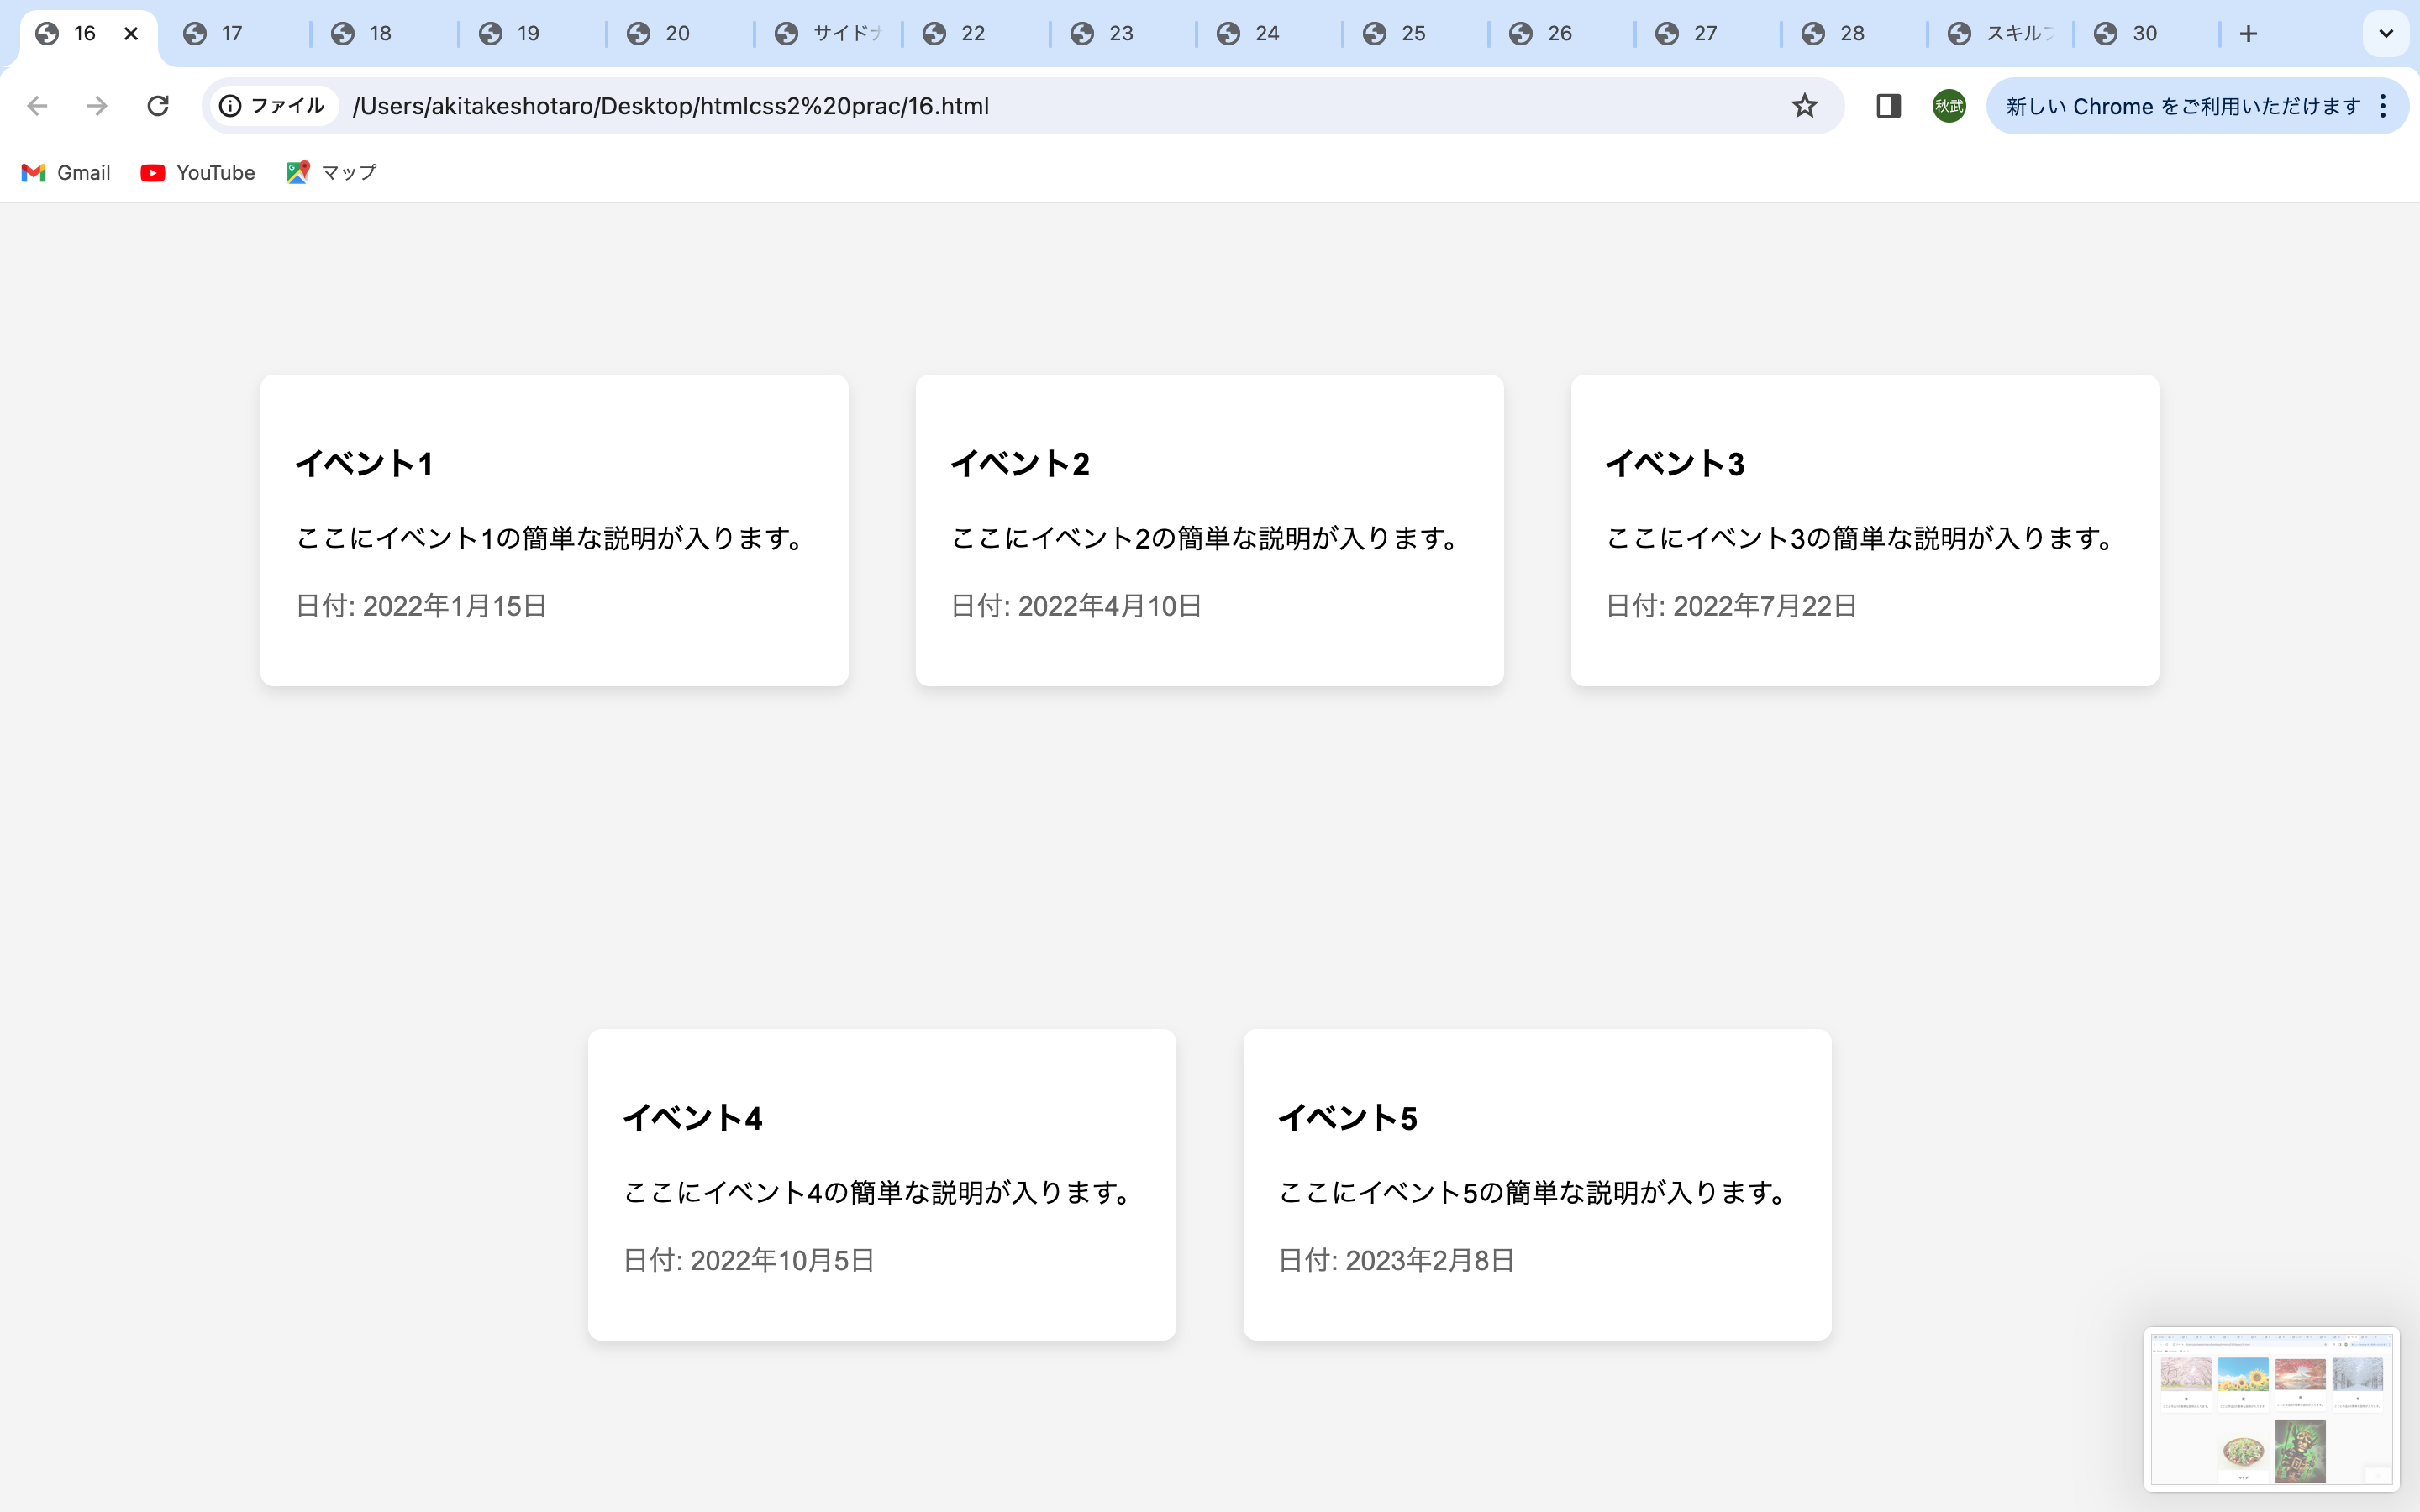 16
17
18
19
20
サイドナ
22
23
24
25
26
27
28
スキルフ
30
ファイル
/Users/akitakeshotaro/Desktop/htmlcss2%20prac/16.html
秋武
新しい Chrome をご利用いただけます
Gmail
YouTube
マップ
イベント1
ここにイベント1の簡単な説明が入ります。
日付: 2022年1月15日
イベント2
ここにイベント2の簡単な説明が入ります。
日付: 2022年4月10日
イベント3
ここにイベント3の簡単な説明が入ります。
日付: 2022年7月22日
イベント4
ここにイベント4の簡単な説明が入ります。
日付: 2022年10月5日
イベント5
ここにイベント5の簡単な説明が入ります。
日付: 2023年2月8日